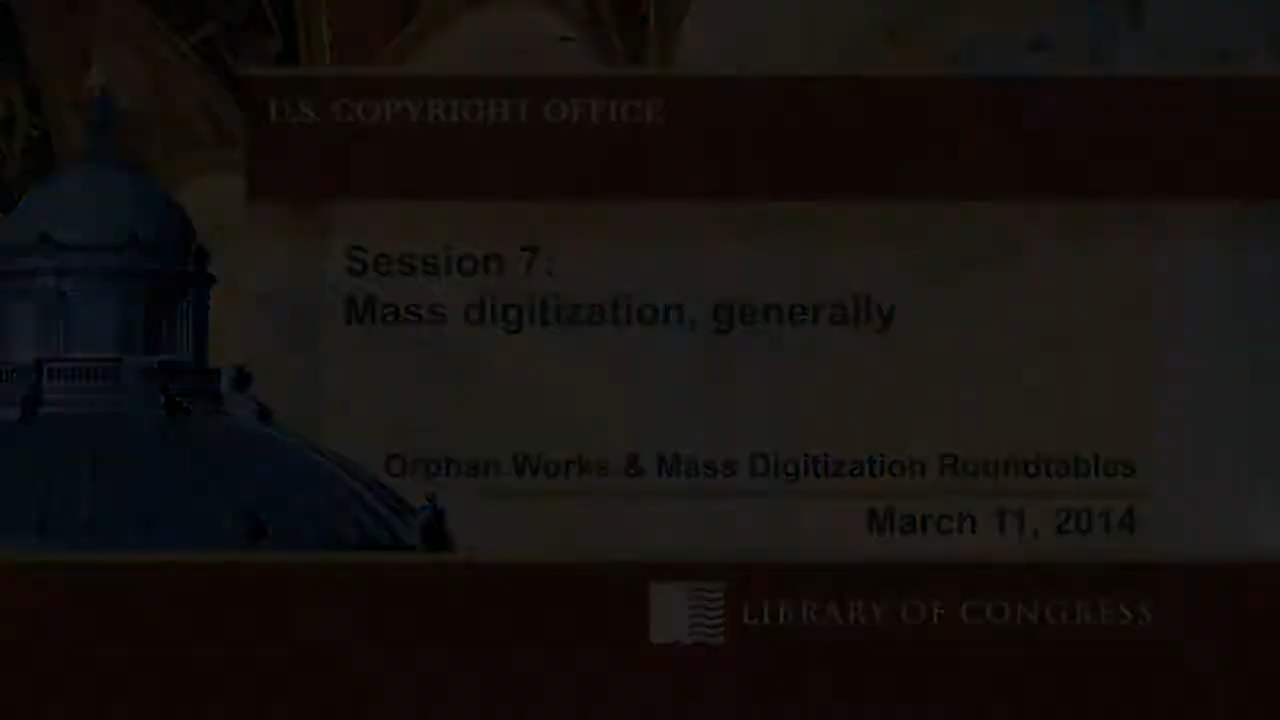 U.S. COPYRIGHT OFFICE
Session 7:
Mass digitization, generally
Orphan Works & Mass Digitization Roundtables
March 11, 2014
LIBRARY OF CONGRESS